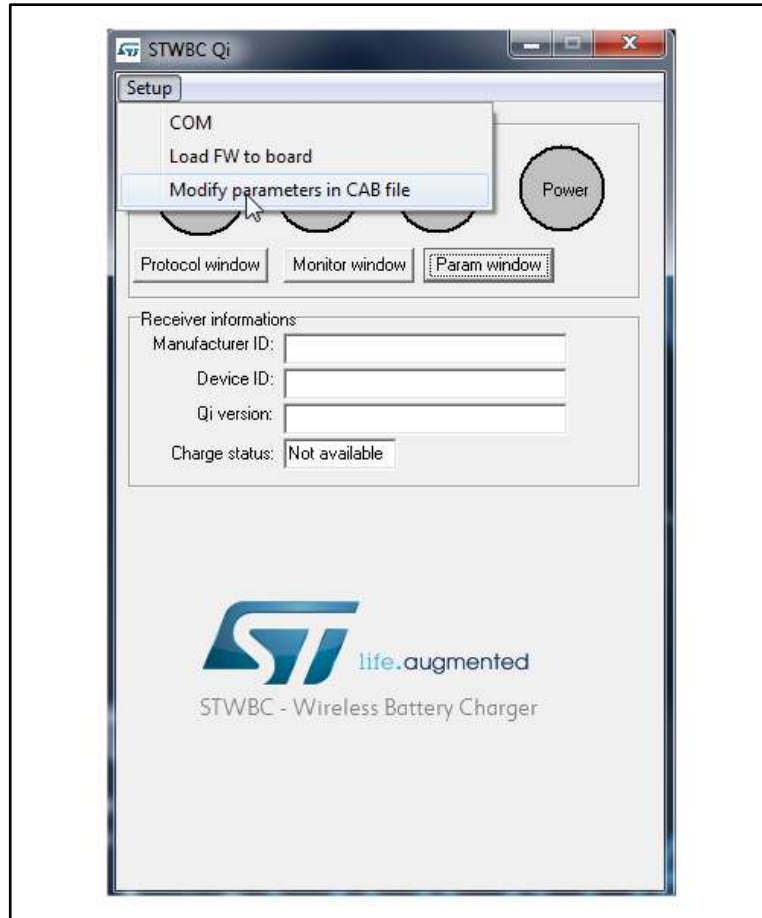 STWBC Qi
Setup
COM
Load FW to board
Modify parameters in CAB file
Power
Protocol window
Monitor window
Param window
Receiver informations
Manufacturer ID:
Device ID:
Qi version:
Charge status: Not available
ST life.augmented
STWBC - Wireless Battery Charger